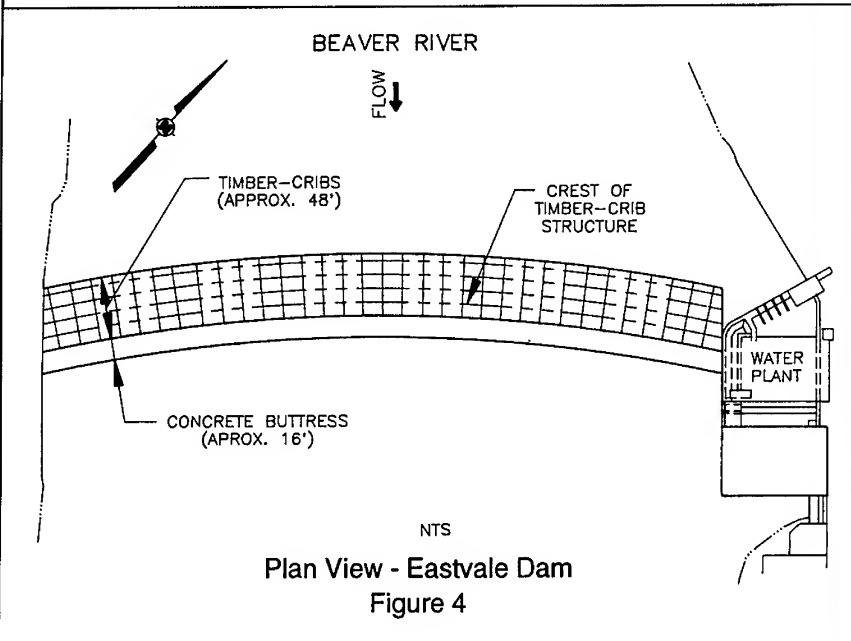 BEAVER RIVER
FLOW
TIMBER-CRIBS
(APPROX. 48')
CREST OF
TIMBER-CRIB
STRUCTURE
WATER
PLANT
CONCRETE BUTTRESS
(APROX. 16')
NTS
Plan View - Eastvale Dam
Figure 4